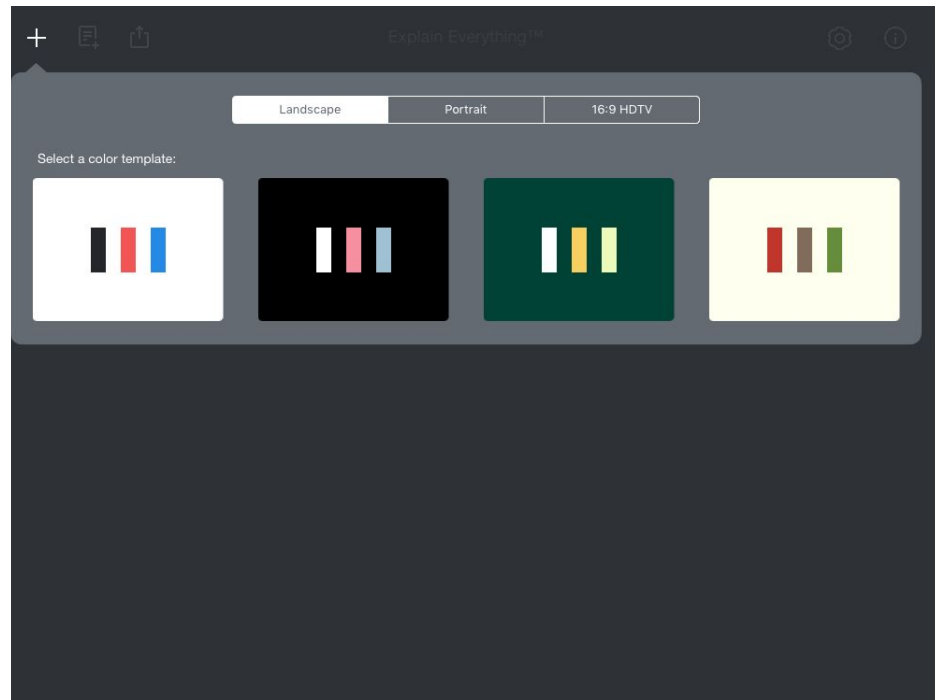 Explain Everything™
Landscape Portrait 16:9 HDTV
Select a color template: